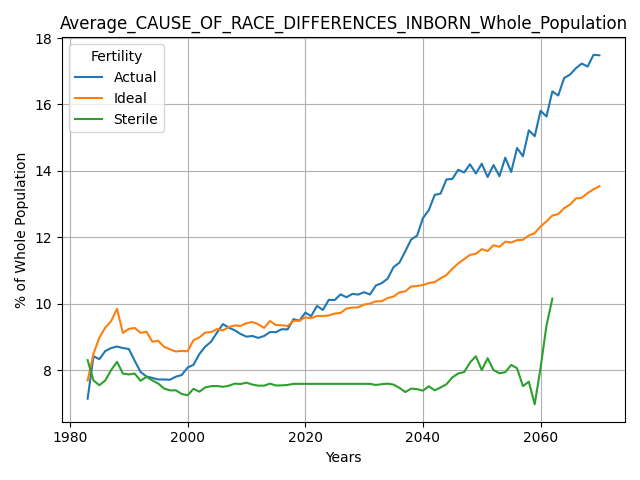 Average_CAUSE_OF_RACE_DIFFERENCES_INBORN_Whole_Population
Fertility
Actual
Ideal
Sterile
% of Whole Population
18
16
14
12
10
8
1980
2000
2020
2040
2060
Years